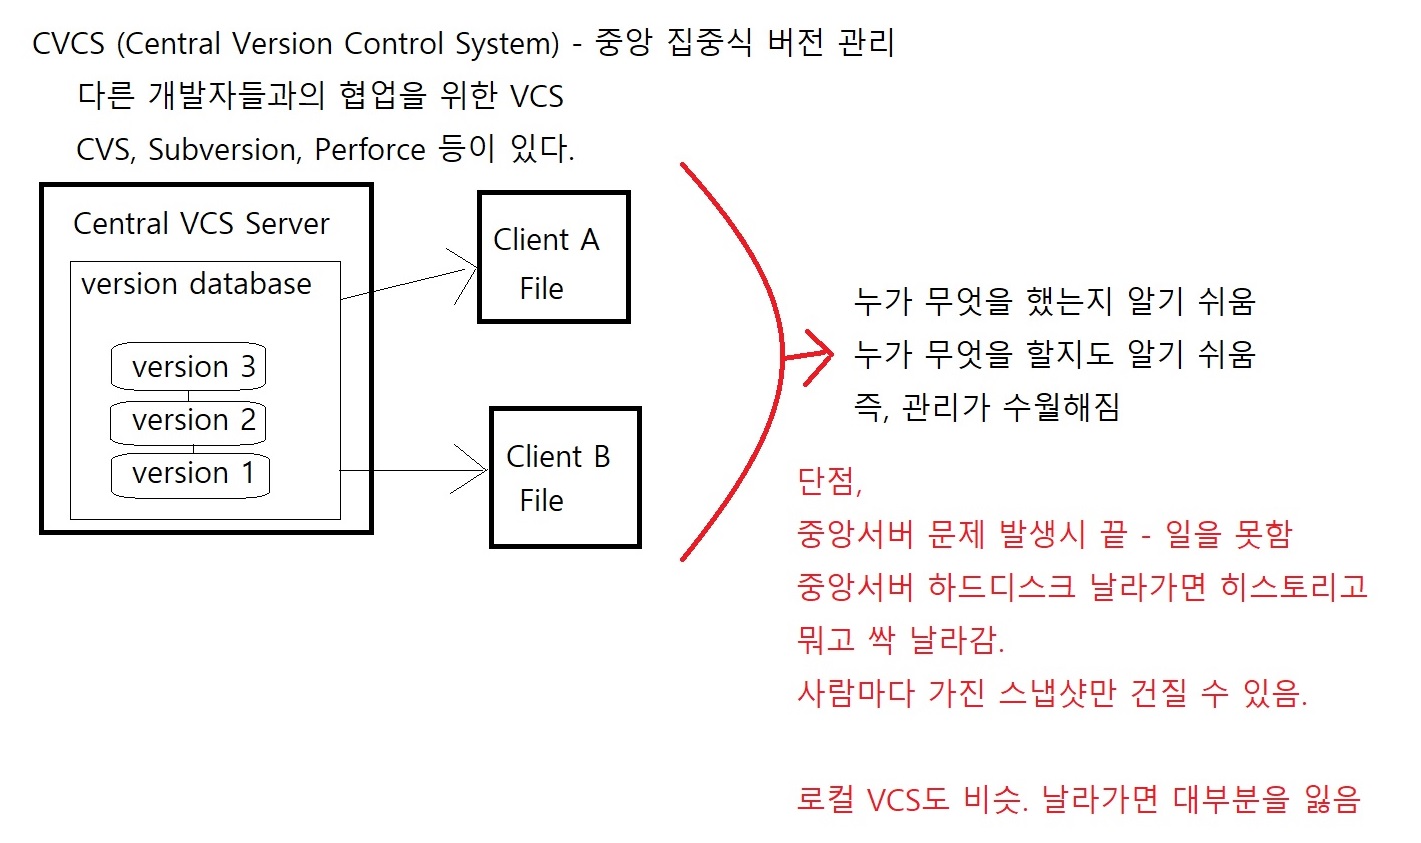 CVCS (Central Version Control System) - 중앙 집중식 버전 관리
다른 개발자들과의 협업을 위한 VCS
CVS, Subversion, Perforce 등이 있다.
Central VCS Server
version database
version 3
version 2
version 1
Client A
File
Client B
File
누가 무엇을 했는지 알기 쉬움
누가 무엇을 할지도 알기 쉬움
즉, 관리가 수월해짐
단점,
중앙서버 문제 발생시 끝 - 일을 못함
중앙서버 하드디스크 날라가면 히스토리고
뭐고 싹 날라감.
사람마다 가진 스냅샷만 건질 수 있음.
로컬 VCS도 비슷. 날라가면 대부분을 잃음